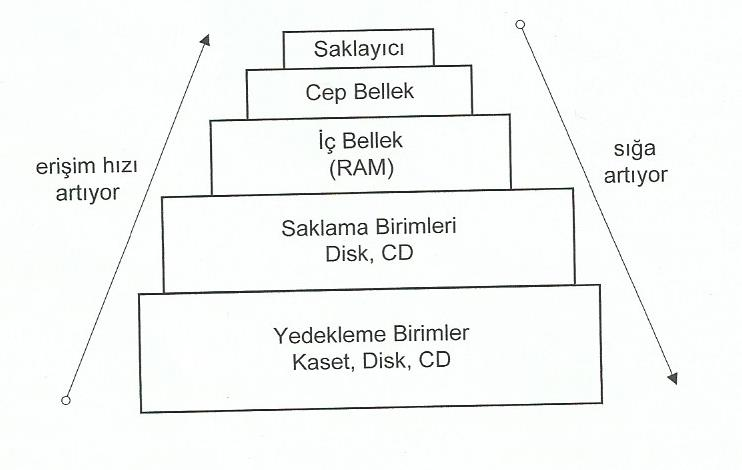 Saklayıcı
Cep Bellek
İç Bellek
(RAM)
erişim hızı
artıyor
sığa
artıyor
Saklama Birimleri
Disk, CD
Yedekleme Birimler
Kaset, Disk, CD